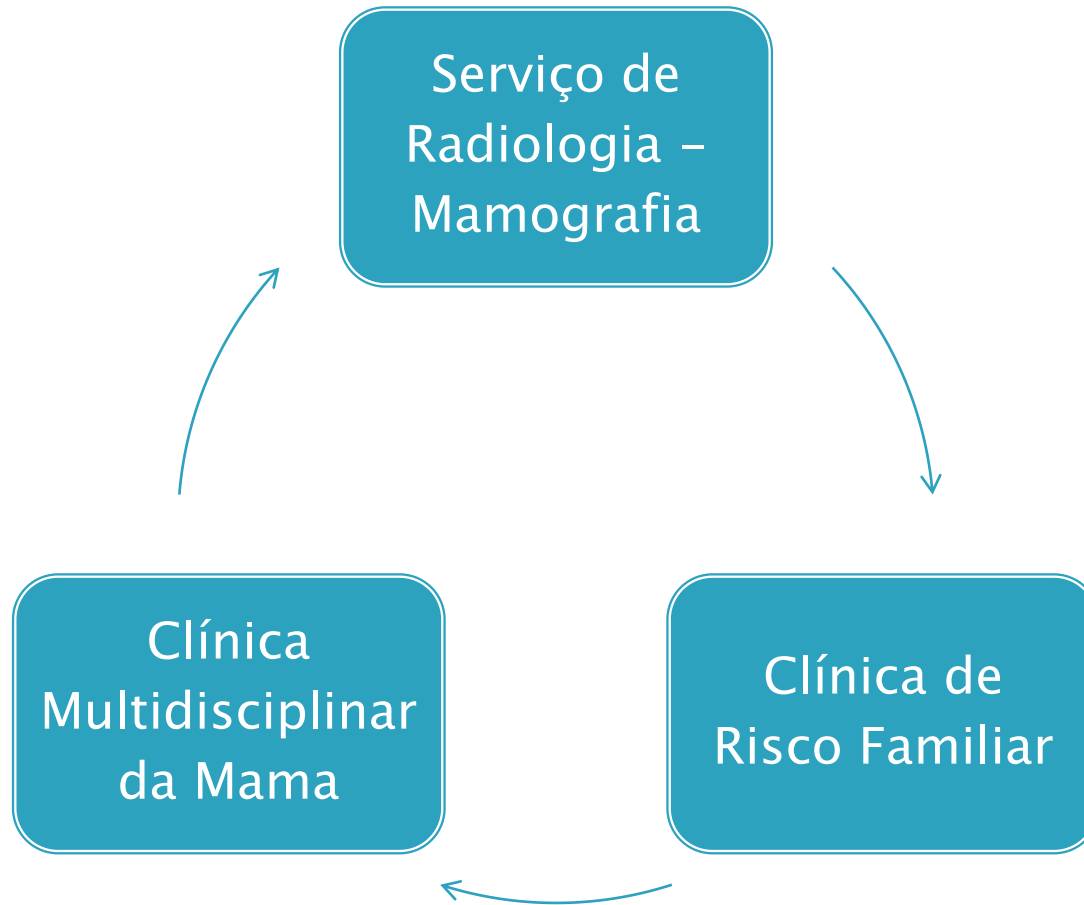 Serviço de
Radiologia –
Mamografia
Clínica
Multidisciplinar
da Mama
Clínica de
Risco Familiar